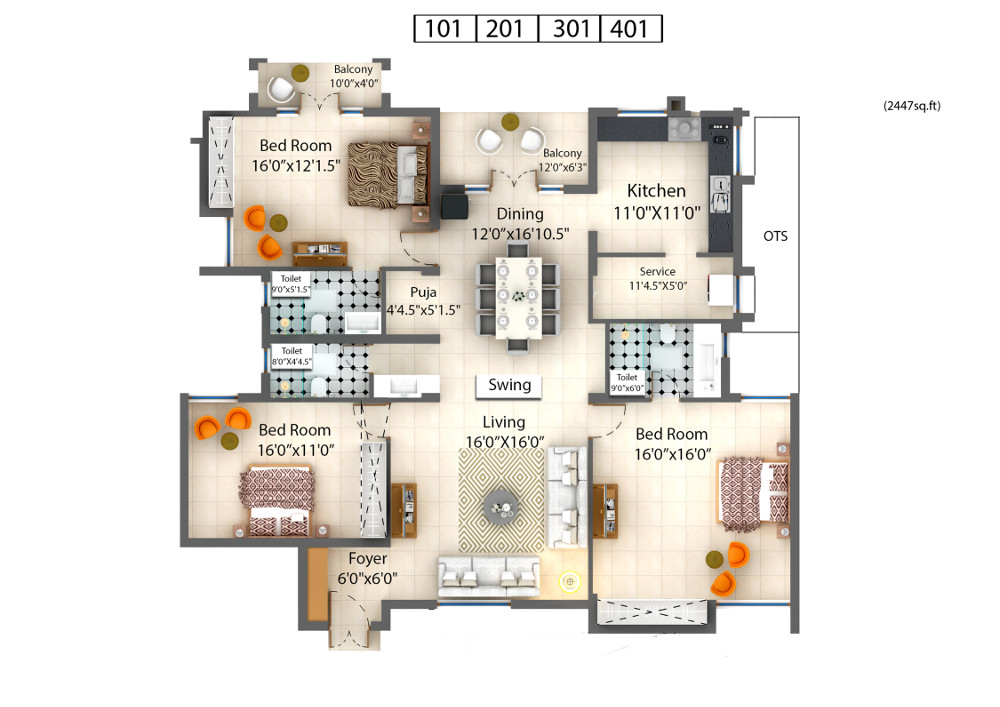 101 201 301 401
(2447sq.ft)
Balcony
10'0"x4'0"
Bed Room
16'0"x12'1.5"
Balcony
12'0"x6'3"
Kitchen
11'0"X11'0"
Dining
12'0"x16'10.5"
OTS
Service
11'4.5"X5'0"
Toilet
9'0"x5'1.5"
Puja
4'4.5"x5'1.5"
Toilet
8'0"X4'4.5"
Toilet
9'0"x6'0"
Swing
Living
16'0"X16'0"
Bed Room
16'0"x11'0"
Bed Room
16'0"x16'0"
Foyer
6'0"x6'0"